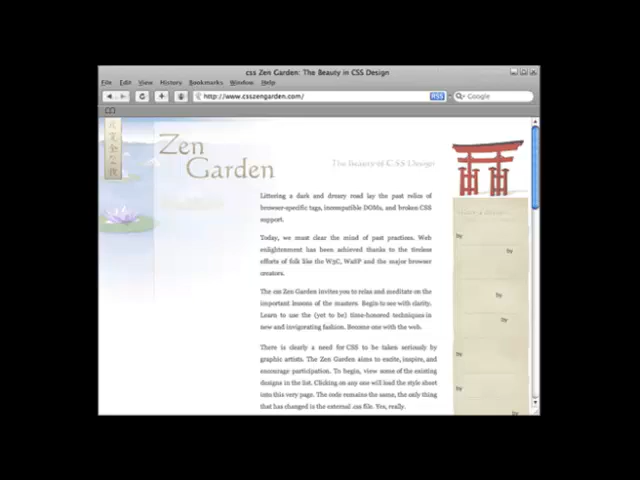 css Zen Garden: The Beauty in CSS Design
File Edit View History Bookmarks Window Help
http://www.csszengarden.com/
RSS
Google
Zen
Garden
The Beauty of CSS Design
Littering a dark and dreary road lay the past relics of
browser-specific tags, incompatible DOMs, and broken CSS
support.
Today, we must clear the mind of past practices. Web
enlightenment has been achieved thanks to the tireless
efforts of folk like the W3C, WaSP and the major browser
creators.
The css Zen Garden invites you to relax and meditate on the
important lessons of the masters. Begin to see with clarity.
Learn to use the (yet to be) time-honored techniques in
new and invigorating fashion. Become one with the web.
There is clearly a need for CSS to be taken seriously by
graphic artists. The Zen Garden aims to excite, inspire, and
encourage participation. To begin, view some of the existing
designs in the list. Clicking on any one will load the style sheet
into this very page. The code remains the same, the only thing
that has changed is the external .css file. Yes, really.
by
by
by
by
by
by
by